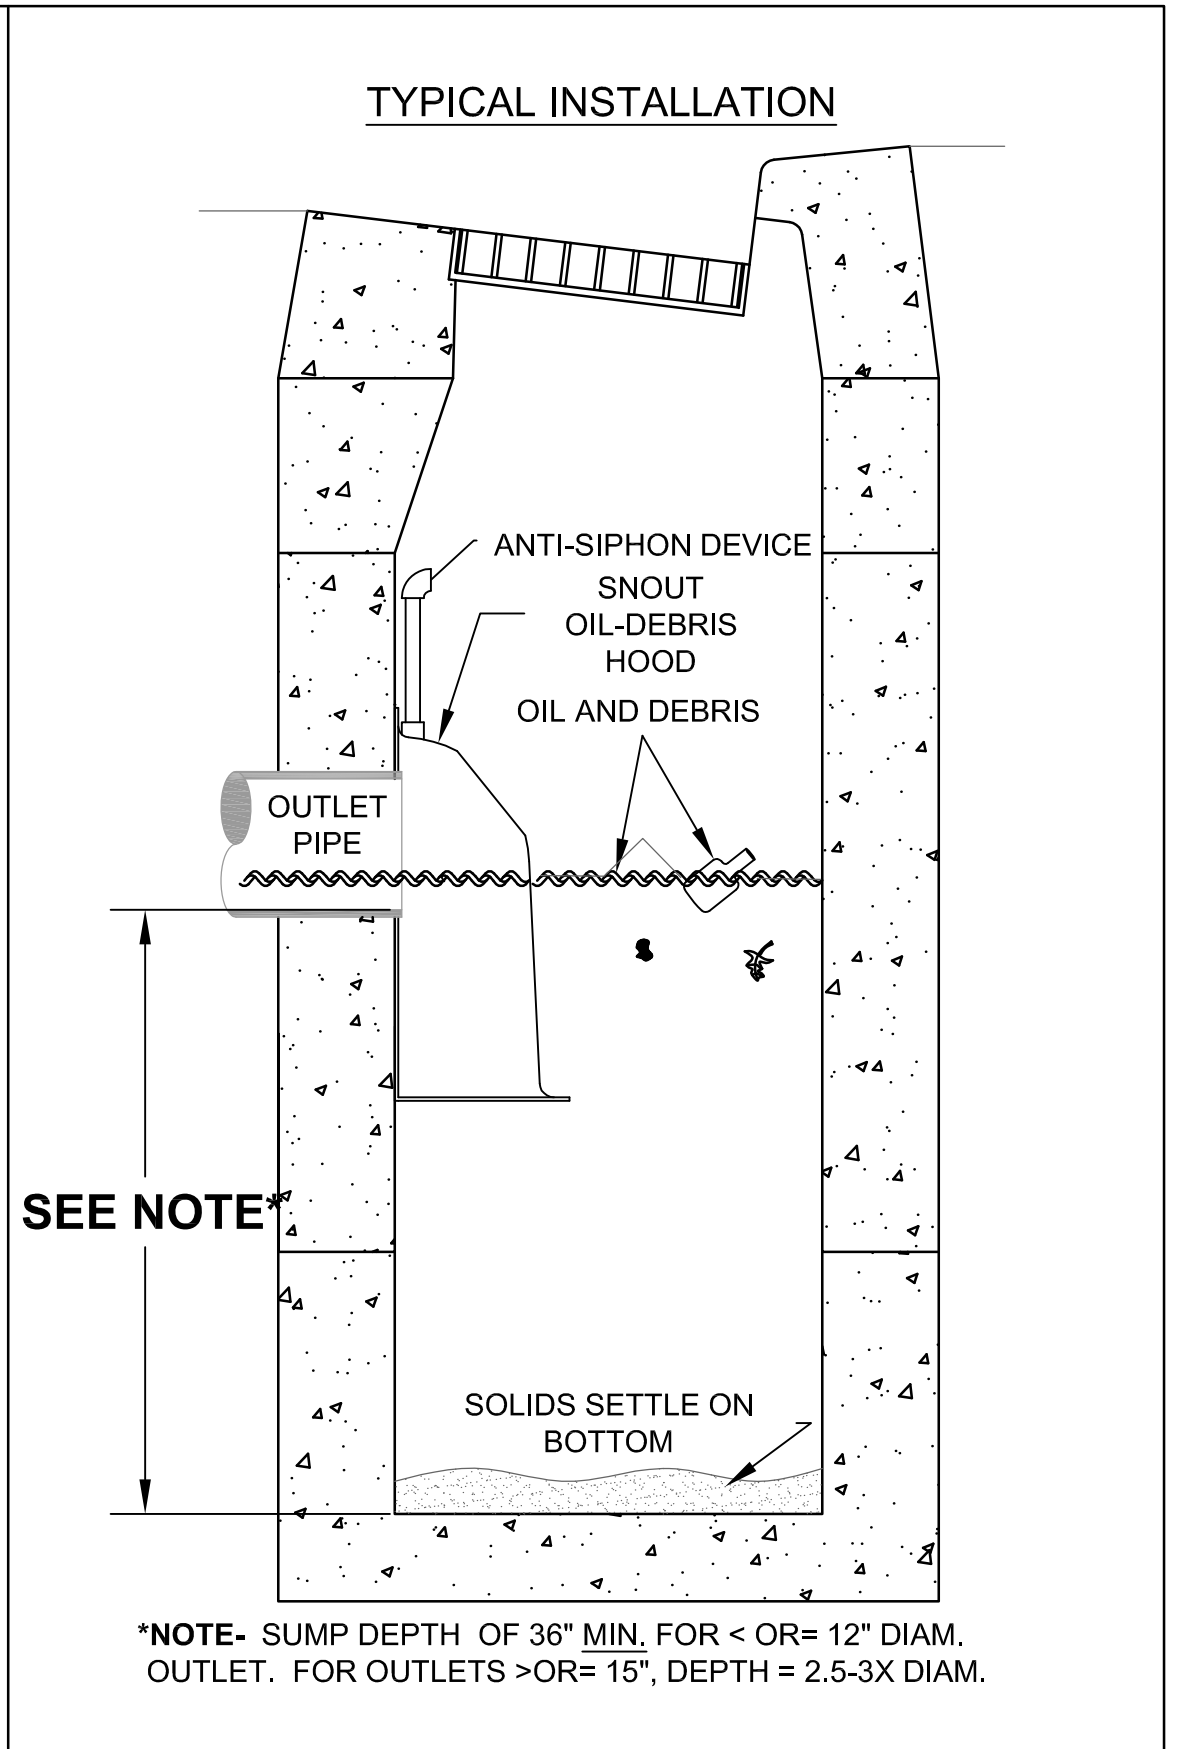 TYPICAL INSTALLATION
ANTI-SIPHON DEVICE
SNOUT
OIL-DEBRIS
HOOD
OIL AND DEBRIS
OUTLET
PIPE
SEE NOTE*
SOLIDS SETTLE ON
BOTTOM
*NOTE- SUMP DEPTH OF 36" MIN. FOR < OR= 12" DIAM.
OUTLET. FOR OUTLETS >OR= 15", DEPTH = 2.5-3X DIAM.